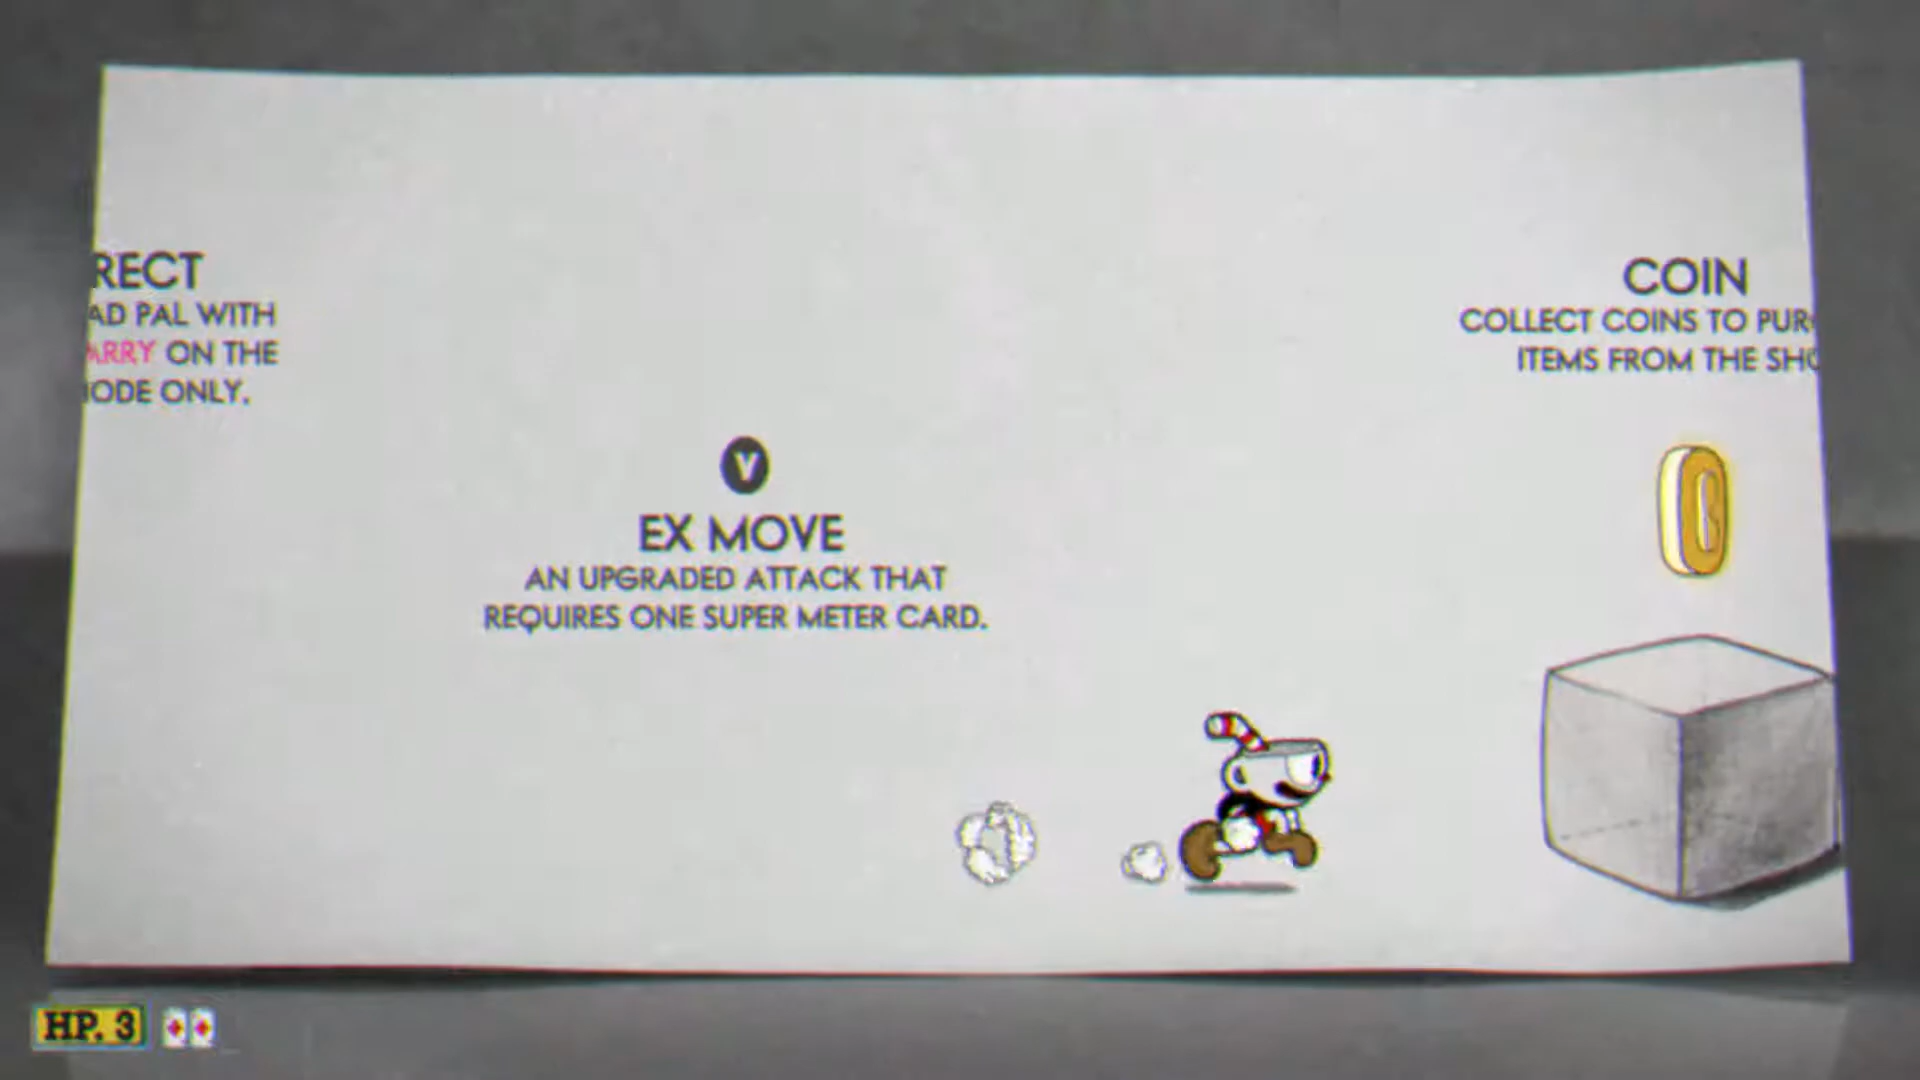 RECT
AD PAL WITH
ARRY ON THE
ODE ONLY.
V
EX MOVE
AN UPGRADED ATTACK THAT
REQUIRES ONE SUPER METER CARD.
COIN
COLLECT COINS TO PUR
ITEMS FROM THE SHO
HP. 3